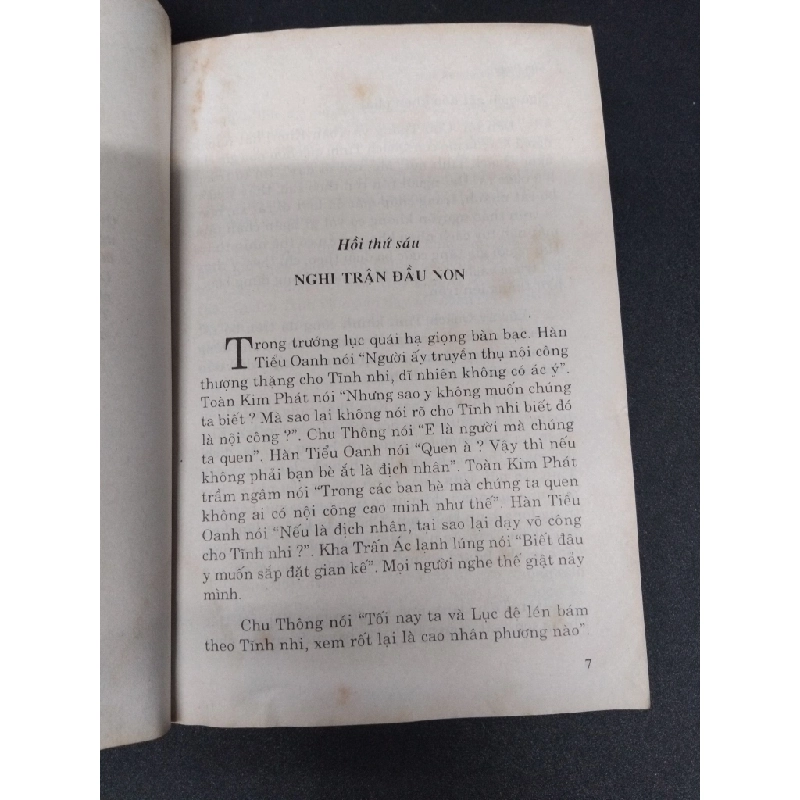 Hồi thứ sáu
NGHI TRẬN ĐẦU NON
Trong trướng lục quái hạ giọng bàn bạc. Hàn
Tiểu Oanh nói "Người ấy truyền thụ nội công
thượng thặng cho Tĩnh nhi, dĩ nhiên không có ác ý".
Toàn Kim Phát nói "Nhưng sao y không muốn chúng
ta biết ? Mà sao lại không nói rõ cho Tĩnh nhi biết đó
là nội công ?". Chu Thông nói "E là người mà chúng
ta quen". Hàn Tiểu Oanh nói "Quen à ? Vậy thì nếu
không phải bạn bè ắt là địch nhân". Toàn Kim Phát
trầm ngâm nói "Trong các bạn bè mà chúng ta quen
không ai có nội công cao minh như thế". Hàn Tiểu
Oanh nói "Nếu là địch nhân, tại sao lại dạy võ công
cho Tĩnh nhi ?". Kha Trấn Ác lạnh lùng nói "Biết đâu
y muốn sắp đặt gian kế". Mọi người nghe thế giật nảy
mình.
Chu Thông nói "Tối nay ta và Lục đệ lén bám
theo Tĩnh nhi, xem rốt lại là cao nhân phương nào"
7